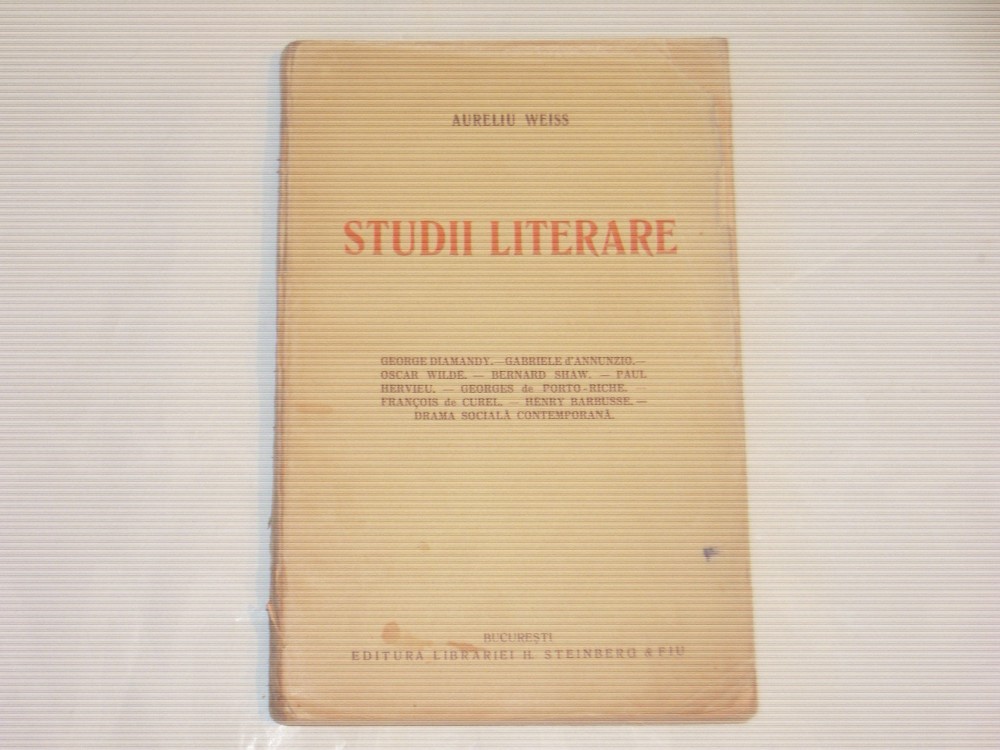 AURELIU WEISS
STUDII LITERARE
GEORGE DIAMANDY.—GABRIELE d'ANNUNZIO.—
OSCAR WILDE. — BERNARD SHAW. — PAUL
HERVIEU. — GEORGES de PORTO-RICHE. —
FRANÇOIS de CUREL. — HENRY BARBUSSE.—
DRAMA SOCIALĂ CONTEMPORANĂ.
BUCUREȘTI
EDITURA LIBRĂRIEI H. STEINBERG & FIU